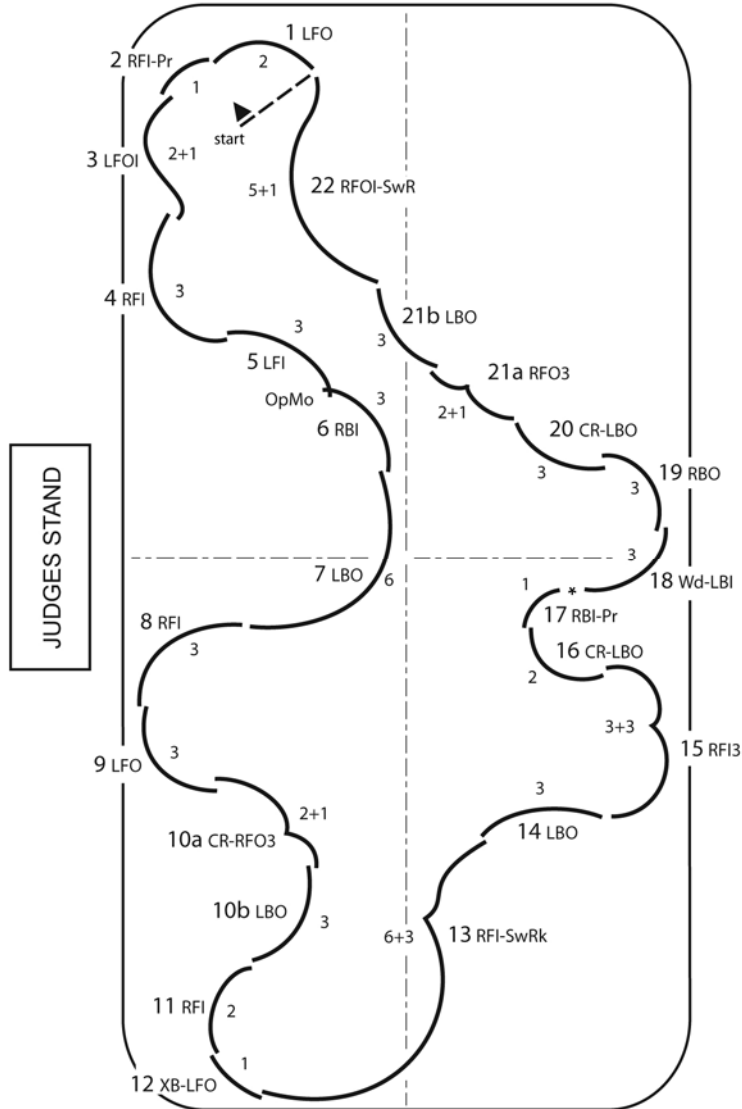 1 LFO
2
2 RFI-Pr
1
start
3 LFOI
2+1
22 RFOI-SwR
5+1
4 RFI
3
3
5 LFI
21b LBO
3
21a RFO3
2+1
OpMo
3
6 RBI
20 CR-LBO
3
19 RBO
3
JUDGES STAND
7 LBO
6
3
18 Wd-LBI
1
*
17 RBI-Pr
8 RFI
3
16 CR-LBO
2
9 LFO
3
3+3
15 RFI3
3
14 LBO
2+1
10a CR-RFO3
10b LBO
3
6+3
13 RFI-SwRk
11 RFI
2
1
12 XB-LFO